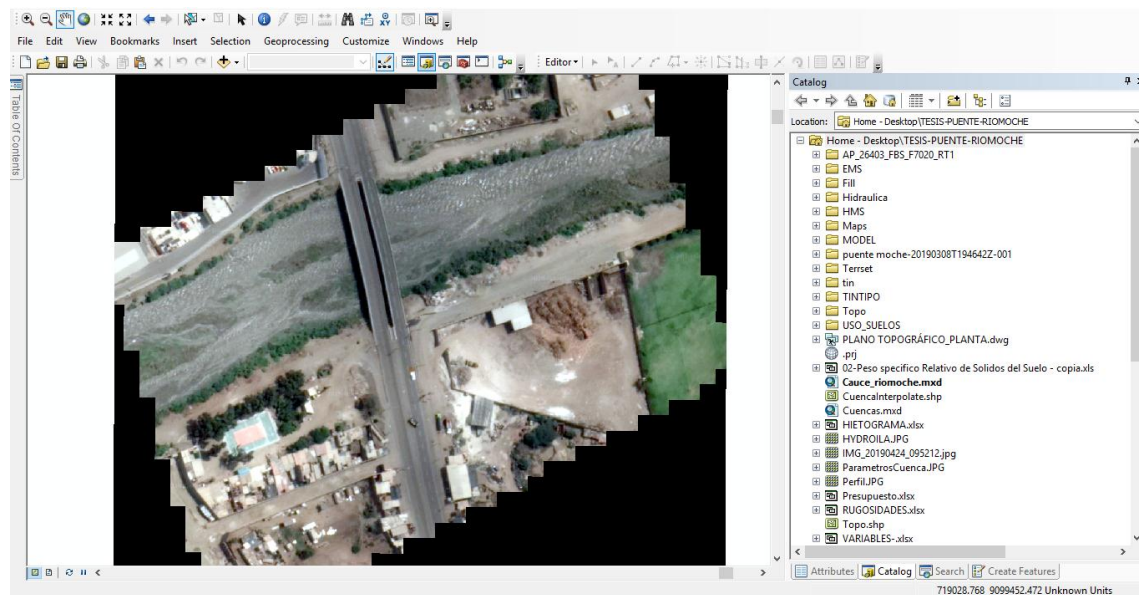 File Edit View Bookmarks Insert Selection Geoprocessing Customize Windows Help
Editor
Table Of Contents
Catalog
Location: Home - Desktop\TESIS-PUENTE-RIOMOCHE
Home - Desktop\TESIS-PUENTE-RIOMOCHE
AP_26403_FBS_F7020_RT1
EMS
Fill
Hidraulica
HMS
Maps
MODEL
puente moche-20190308T194642Z-001
Terrset
tin
TINTIPO
Topo
USO_SUELOS
PLANO TOPOGRÁFICO_PLANTA.dwg
.prj
02-Peso specifico Relativo de Solidos del Suelo - copia.xls
Cauce_riomoche.mxd
CuencaInterpolate.shp
Cuencas.mxd
HIETOGRAMA.xlsx
HYDROILA.JPG
IMG_20190424_095212.jpg
ParametrosCuenca.JPG
Perfil.JPG
Presupuesto.xlsx
RUGOSIDADES.xlsx
Topo.shp
VARIABLES-.xlsx
Attributes Catalog Search Create Features
719028.768 9099452.472 Unknown Units